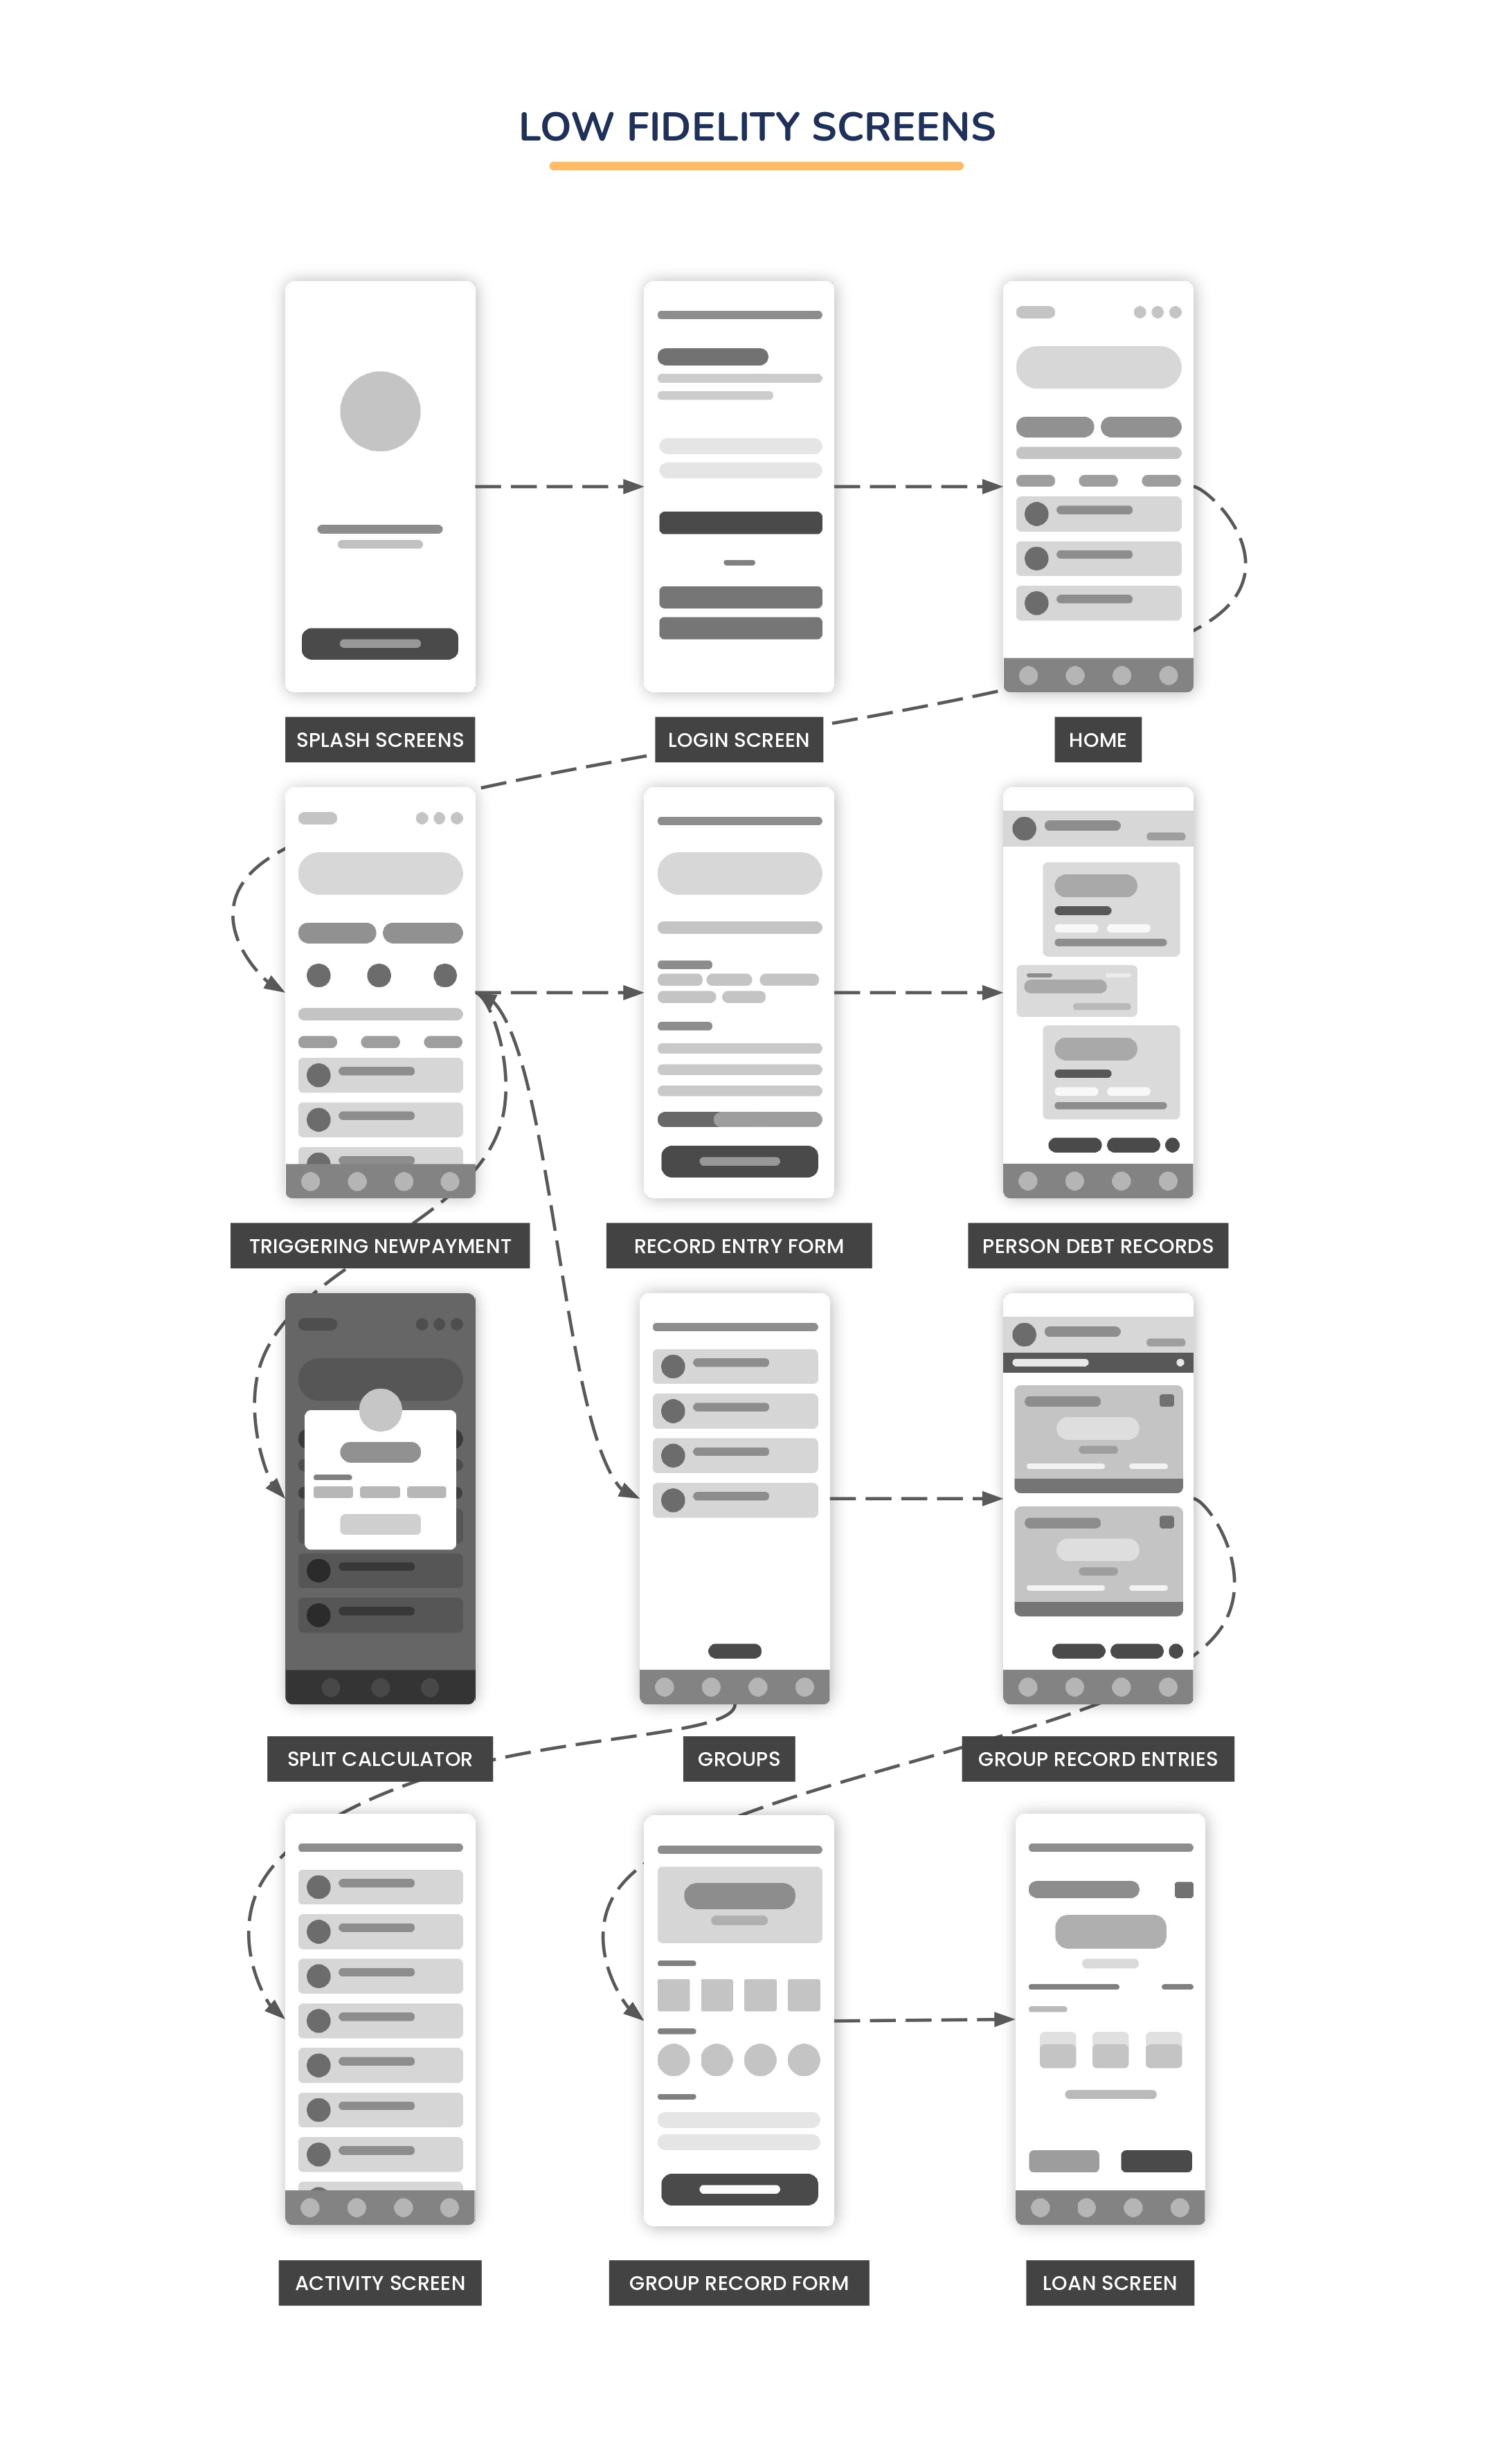 LOW FIDELITY SCREENS
SPLASH SCREENS
LOGIN SCREEN
HOME
TRIGGERING NEWPAYMENT
RECORD ENTRY FORM
PERSON DEBT RECORDS
SPLIT CALCULATOR
GROUPS
GROUP RECORD ENTRIES
ACTIVITY SCREEN
GROUP RECORD FORM
LOAN SCREEN